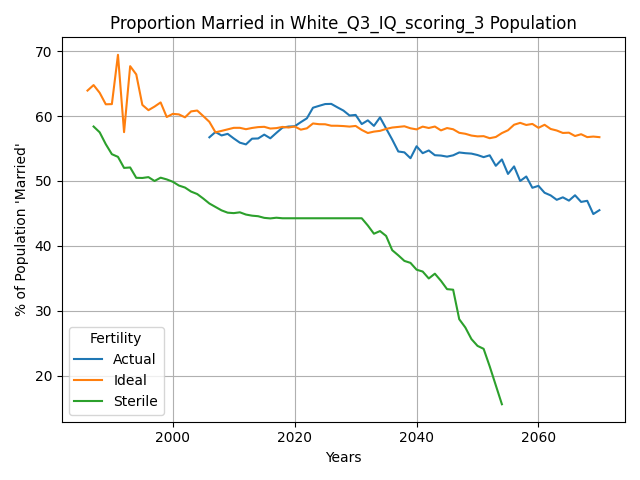 Proportion Married in White_Q3_IQ_scoring_3 Population
% of Population 'Married'
70
60
50
40
30
20
Fertility
Actual
Ideal
Sterile
2000
2020
2040
2060
Years